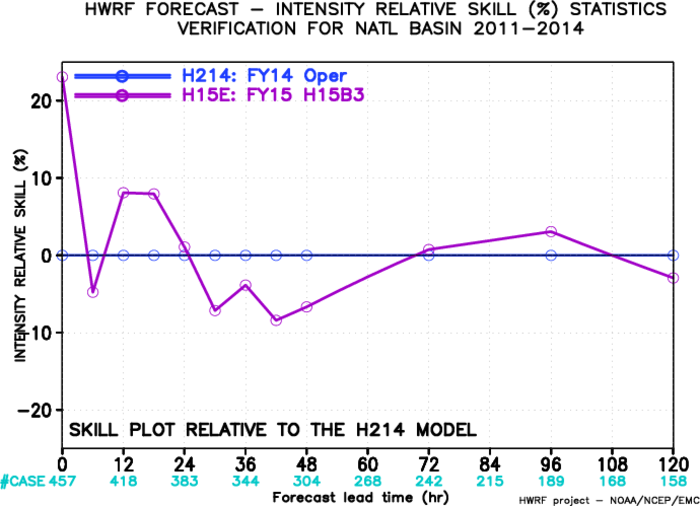 HWRF FORECAST – INTENSITY RELATIVE SKILL (%) STATISTICS
VERIFICATION FOR NATL BASIN 2011–2014
H214: FY14 Oper
H15E: FY15 H15B3
INTENSITY RELATIVE SKILL (%)
20
10
0
–10
–20
SKILL PLOT RELATIVE TO THE H214 MODEL
0 12 24 36 48 60 72 84 96 108 120
#CASE 457 418 383 344 304 268 242 215 189 168 158
Forecast lead time (hr)
HWRF project – NOAA/NCEP/EMC